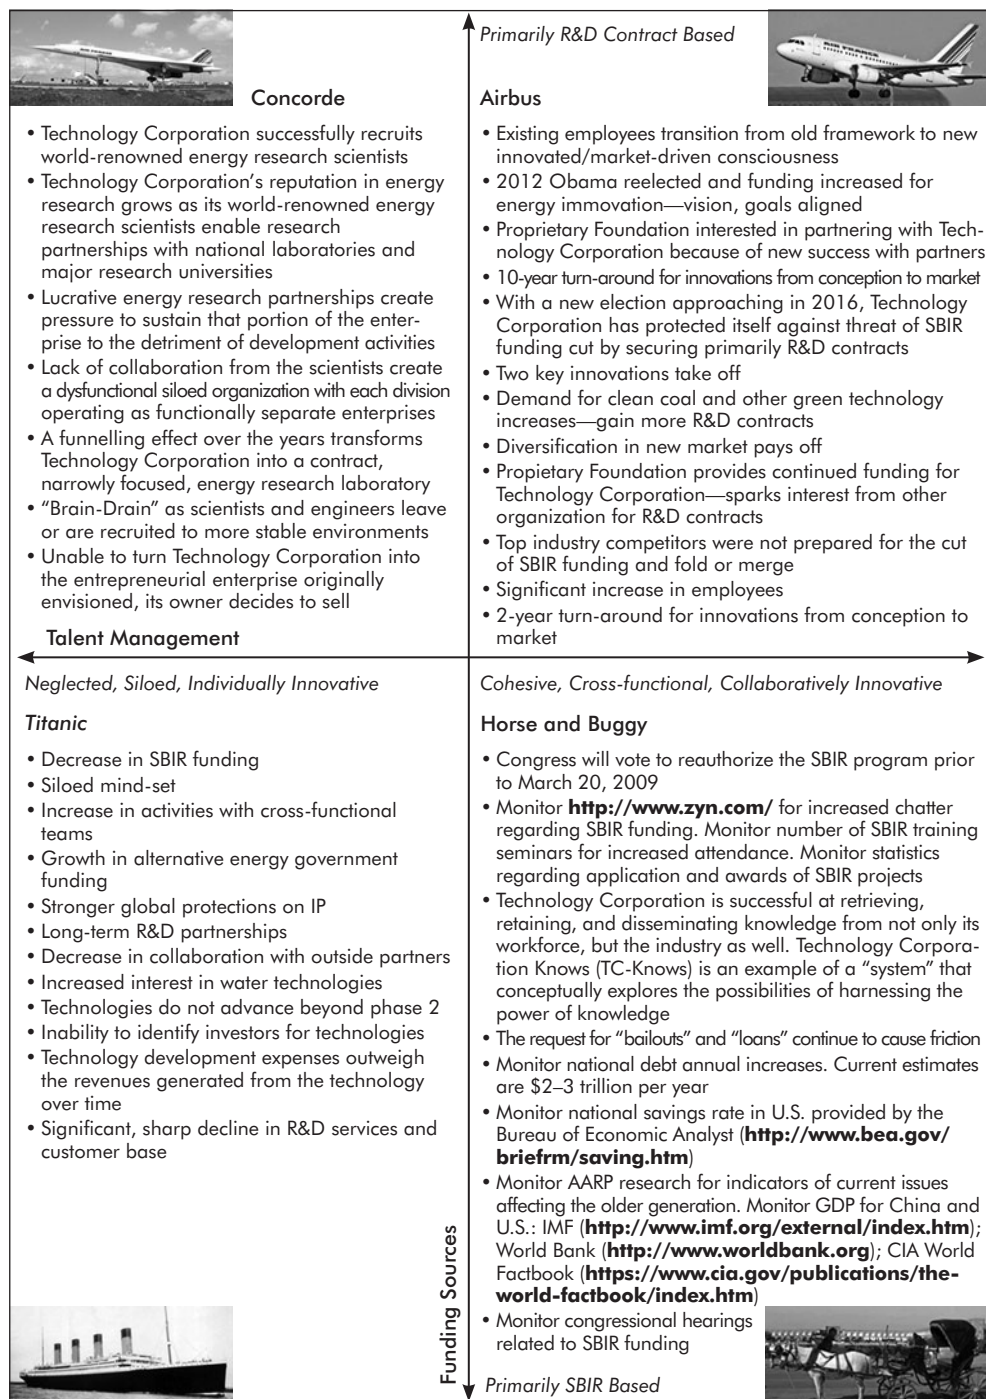 Primarily R&D Contract Based
Concorde
• Technology Corporation successfully recruits
world-renowned energy research scientists
• Technology Corporation's reputation in energy
research grows as its world-renowned energy
research scientists enable research
partnerships with national laboratories and
major research universities
• Lucrative energy research partnerships create
pressure to sustain that portion of the enter-
prise to the detriment of development activities
• Lack of collaboration from the scientists create
a dysfunctional siloed organization with each division
operating as functionally separate enterprises
• A funnelling effect over the years transforms
Technology Corporation into a contract,
narrowly focused, energy research laboratory
• "Brain-Drain" as scientists and engineers leave
or are recruited to more stable environments
• Unable to turn Technology Corporation into
the entrepreneurial enterprise originally
envisioned, its owner decides to sell
Airbus
AIR FRANCE
• Existing employees transition from old framework to new
innovated/market-driven consciousness
• 2012 Obama reelected and funding increased for
energy immovation—vision, goals aligned
• Proprietary Foundation interested in partnering with Tech-
nology Corporation because of new success with partners
• 10-year turn-around for innovations from conception to market
• With a new election approaching in 2016, Technology
Corporation has protected itself against threat of SBIR
funding cut by securing primarily R&D contracts
• Two key innovations take off
• Demand for clean coal and other green technology
increases—gain more R&D contracts
• Diversification in new market pays off
• Propietary Foundation provides continued funding for
Technology Corporation—sparks interest from other
organization for R&D contracts
• Top industry competitors were not prepared for the cut
of SBIR funding and fold or merge
• Significant increase in employees
• 2-year turn-around for innovations from conception to
market
Talent Management
Neglected, Siloed, Individually Innovative
Cohesive, Cross-functional, Collaboratively Innovative
Titanic
• Decrease in SBIR funding
• Siloed mind-set
• Increase in activities with cross-functional
teams
• Growth in alternative energy government
funding
• Stronger global protections on IP
• Long-term R&D partnerships
• Decrease in collaboration with outside partners
• Increased interest in water technologies
• Technologies do not advance beyond phase 2
• Inability to identify investors for technologies
• Technology development expenses outweigh
the revenues generated from the technology
over time
• Significant, sharp decline in R&D services and
customer base
Horse and Buggy
• Congress will vote to reauthorize the SBIR program prior
to March 20, 2009
• Monitor http://www.zyn.com/ for increased chatter
regarding SBIR funding. Monitor number of SBIR training
seminars for increased attendance. Monitor statistics
regarding application and awards of SBIR projects
• Technology Corporation is successful at retrieving,
retaining, and disseminating knowledge from not only its
workforce, but the industry as well. Technology Corpora-
tion Knows (TC-Knows) is an example of a "system" that
conceptually explores the possibilities of harnessing the
power of knowledge
• The request for "bailouts" and "loans" continue to cause friction
• Monitor national debt annual increases. Current estimates
are $2–3 trillion per year
• Monitor national savings rate in U.S. provided by the
Bureau of Economic Analyst (http://www.bea.gov/
briefrm/saving.htm)
• Monitor AARP research for indicators of current issues
affecting the older generation. Monitor GDP for China and
U.S.: IMF (http://www.imf.org/external/index.htm);
World Bank (http://www.worldbank.org); CIA World
Factbook (https://www.cia.gov/publications/the-
world-factbook/index.htm)
• Monitor congressional hearings
related to SBIR funding
Funding Sources
Primarily SBIR Based